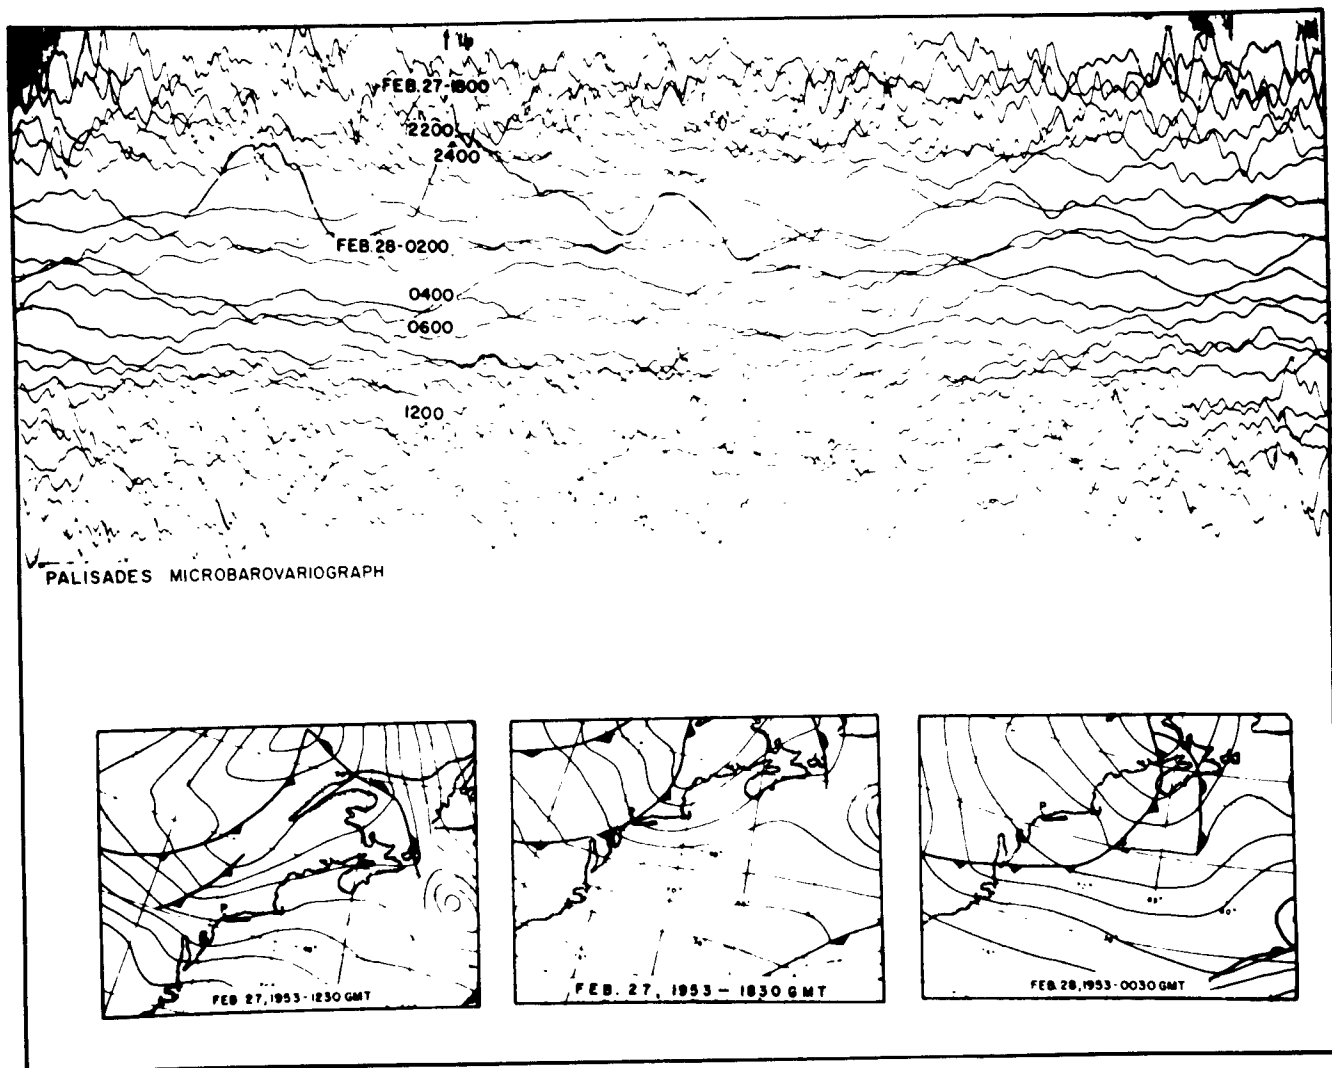 Up
FEB. 27-1800
2200
2400
FEB. 28-0200
0400
0600
1200
PALISADES MICROBAROVARIOGRAPH
P
FEB 27, 1953-1230 GMT
FEB. 27, 1953-1830 GMT
P
FEB 28, 1953-0030 GMT